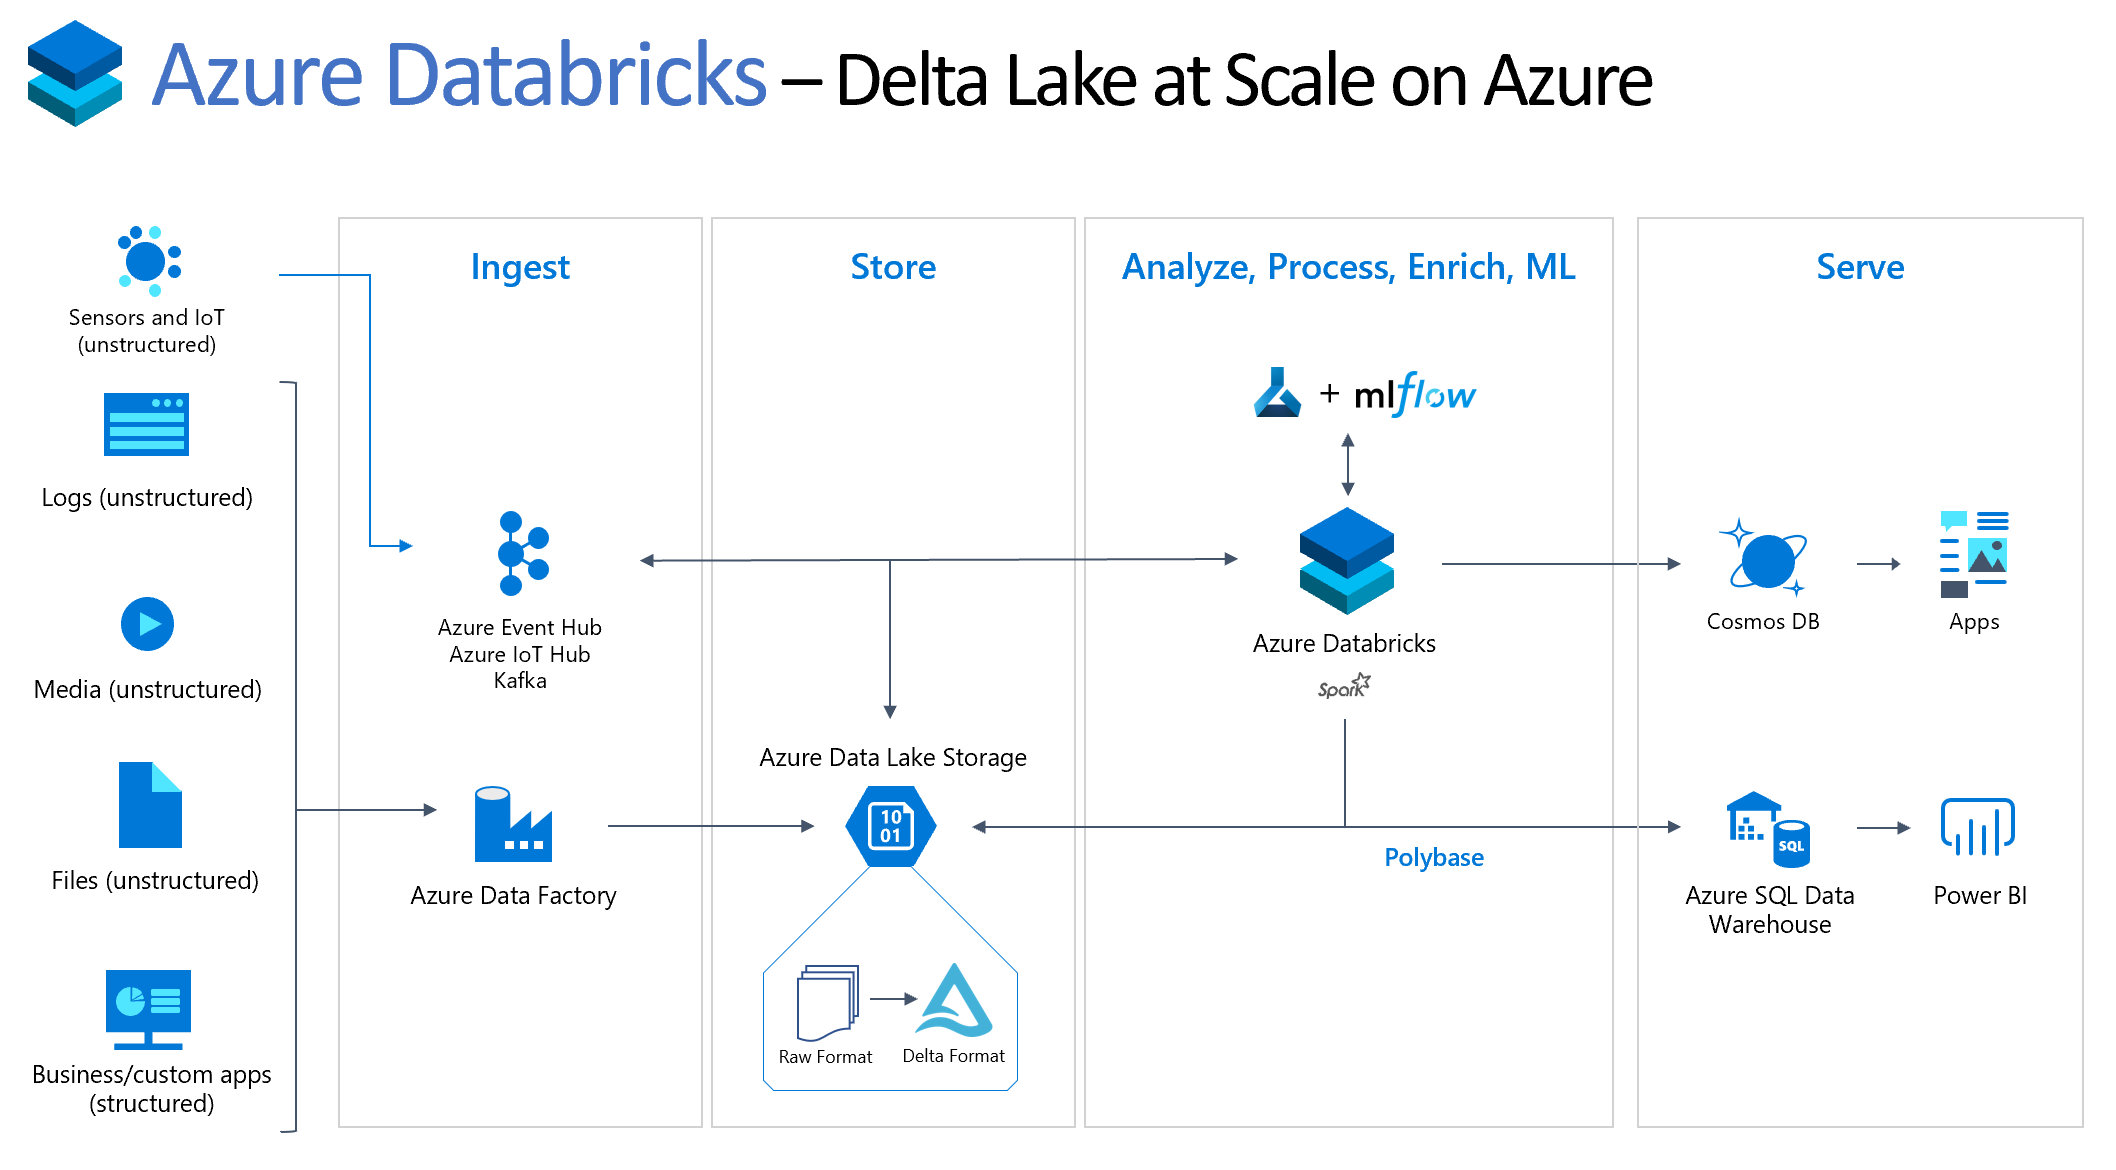 Azure Databricks – Delta Lake at Scale on Azure
Sensors and IoT
(unstructured)
Logs (unstructured)
Media (unstructured)
Files (unstructured)
Business/custom apps
(structured)
Ingest
Azure Event Hub
Azure IoT Hub
Kafka
Azure Data Factory
Store
Azure Data Lake Storage
10
01
Raw Format
Delta Format
Analyze, Process, Enrich, ML
+ mlflow
Azure Databricks
Spark
Polybase
Serve
Cosmos DB
Apps
SQL
Azure SQL Data
Warehouse
Power BI